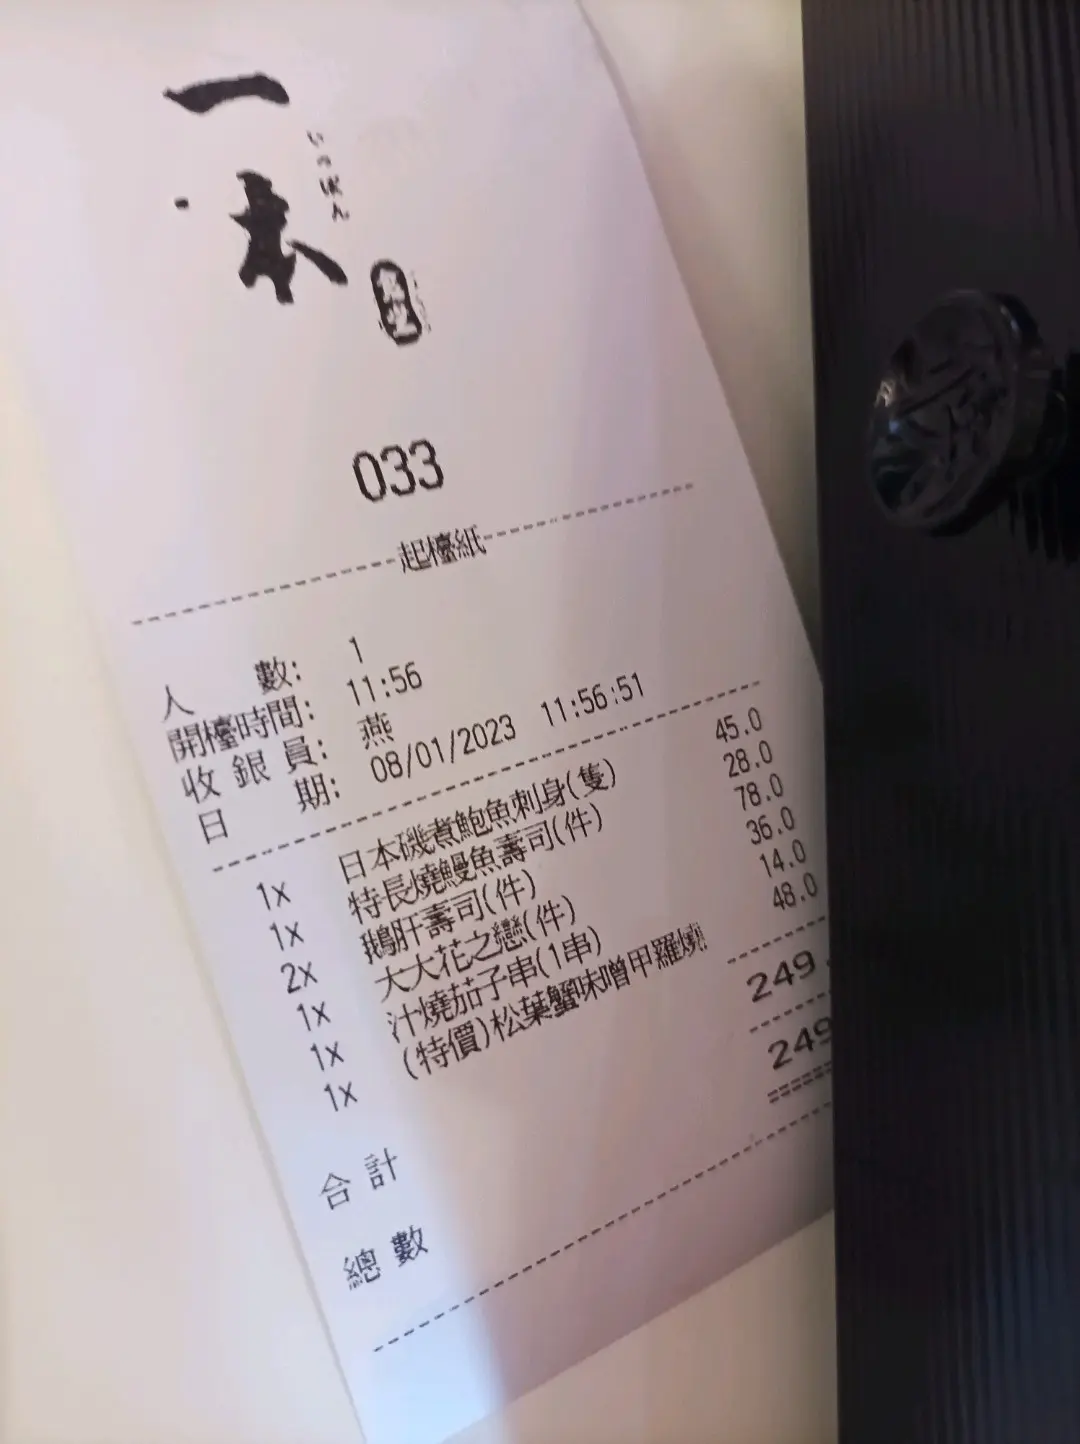 一本
いっぽん
033
起檯紙
人 數: 1
開檯時間: 11:56
收 銀 員: 燕
日 期: 08/01/2023 11:56:51
1x 日本磯煮鮑魚刺身(隻) 45.0
1x 特長燒鰻魚壽司(件) 28.0
2x 鵝肝壽司(件) 78.0
1x 大大花之戀(件) 36.0
1x 汁燒茄子串(1串) 14.0
1x (特價)松葉蟹味噌甲羅燒 48.0
合 計 249.
總 數 249